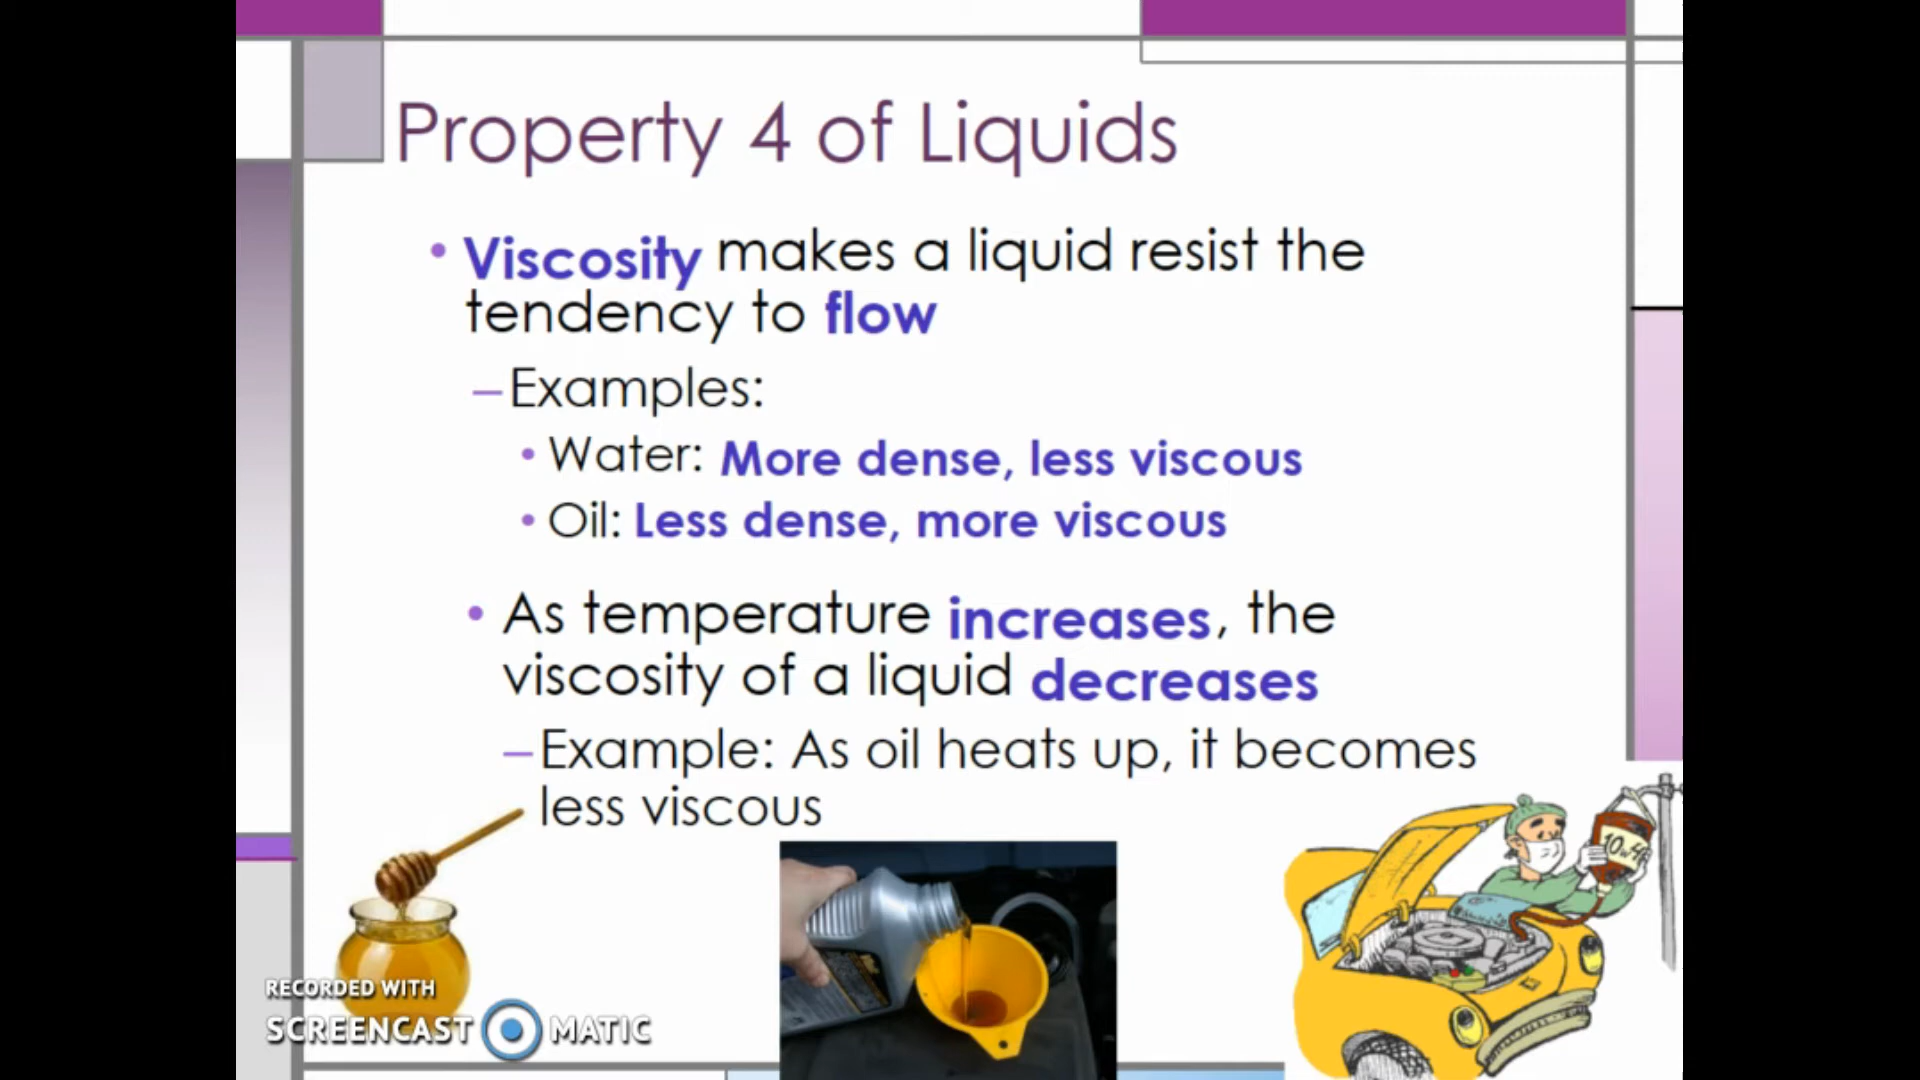 Property 4 of Liquids
• Viscosity makes a liquid resist the
tendency to flow
– Examples:
• Water: More dense, less viscous
• Oil: Less dense, more viscous
• As temperature increases, the
viscosity of a liquid decreases
– Example: As oil heats up, it becomes
less viscous
RECORDED WITH
SCREENCAST MATIC